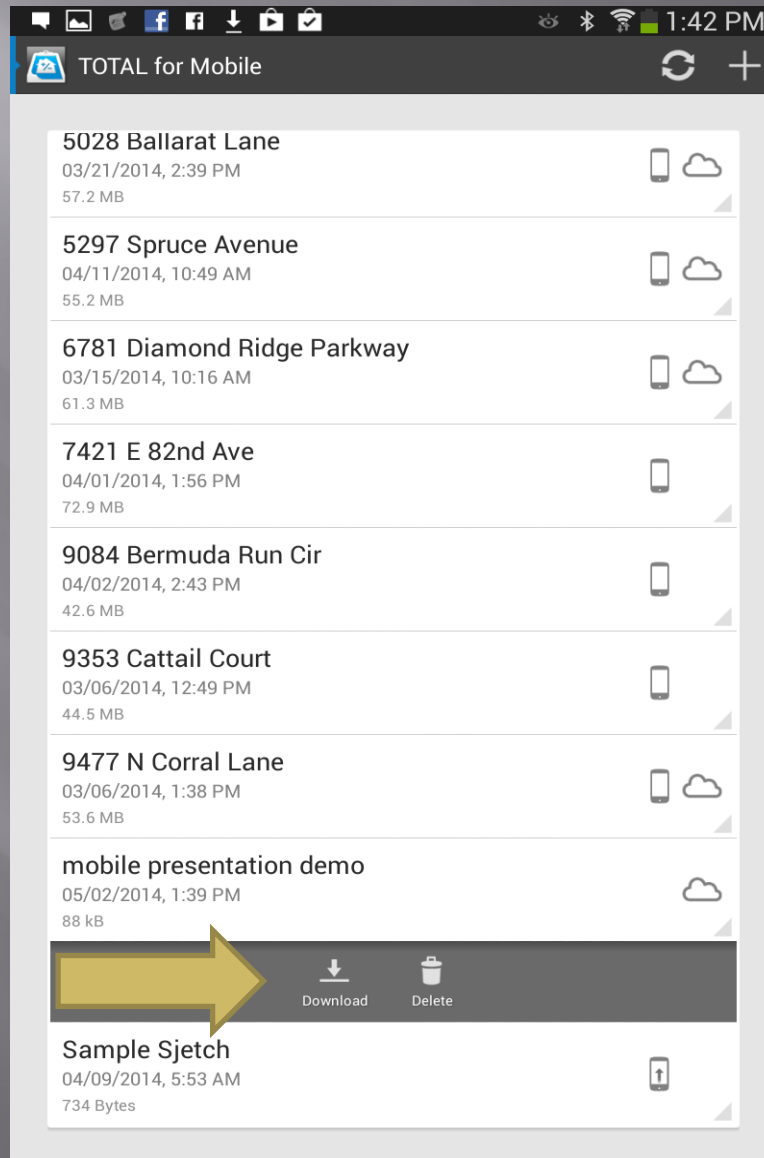 1:42 PM
TOTAL for Mobile
5028 Ballarat Lane
03/21/2014, 2:39 PM
57.2 MB
5297 Spruce Avenue
04/11/2014, 10:49 AM
55.2 MB
6781 Diamond Ridge Parkway
03/15/2014, 10:16 AM
61.3 MB
7421 E 82nd Ave
04/01/2014, 1:56 PM
72.9 MB
9084 Bermuda Run Cir
04/02/2014, 2:43 PM
42.6 MB
9353 Cattail Court
03/06/2014, 12:49 PM
44.5 MB
9477 N Corral Lane
03/06/2014, 1:38 PM
53.6 MB
mobile presentation demo
05/02/2014, 1:39 PM
88 kB
Download Delete
Sample Sjetch
04/09/2014, 5:53 AM
734 Bytes